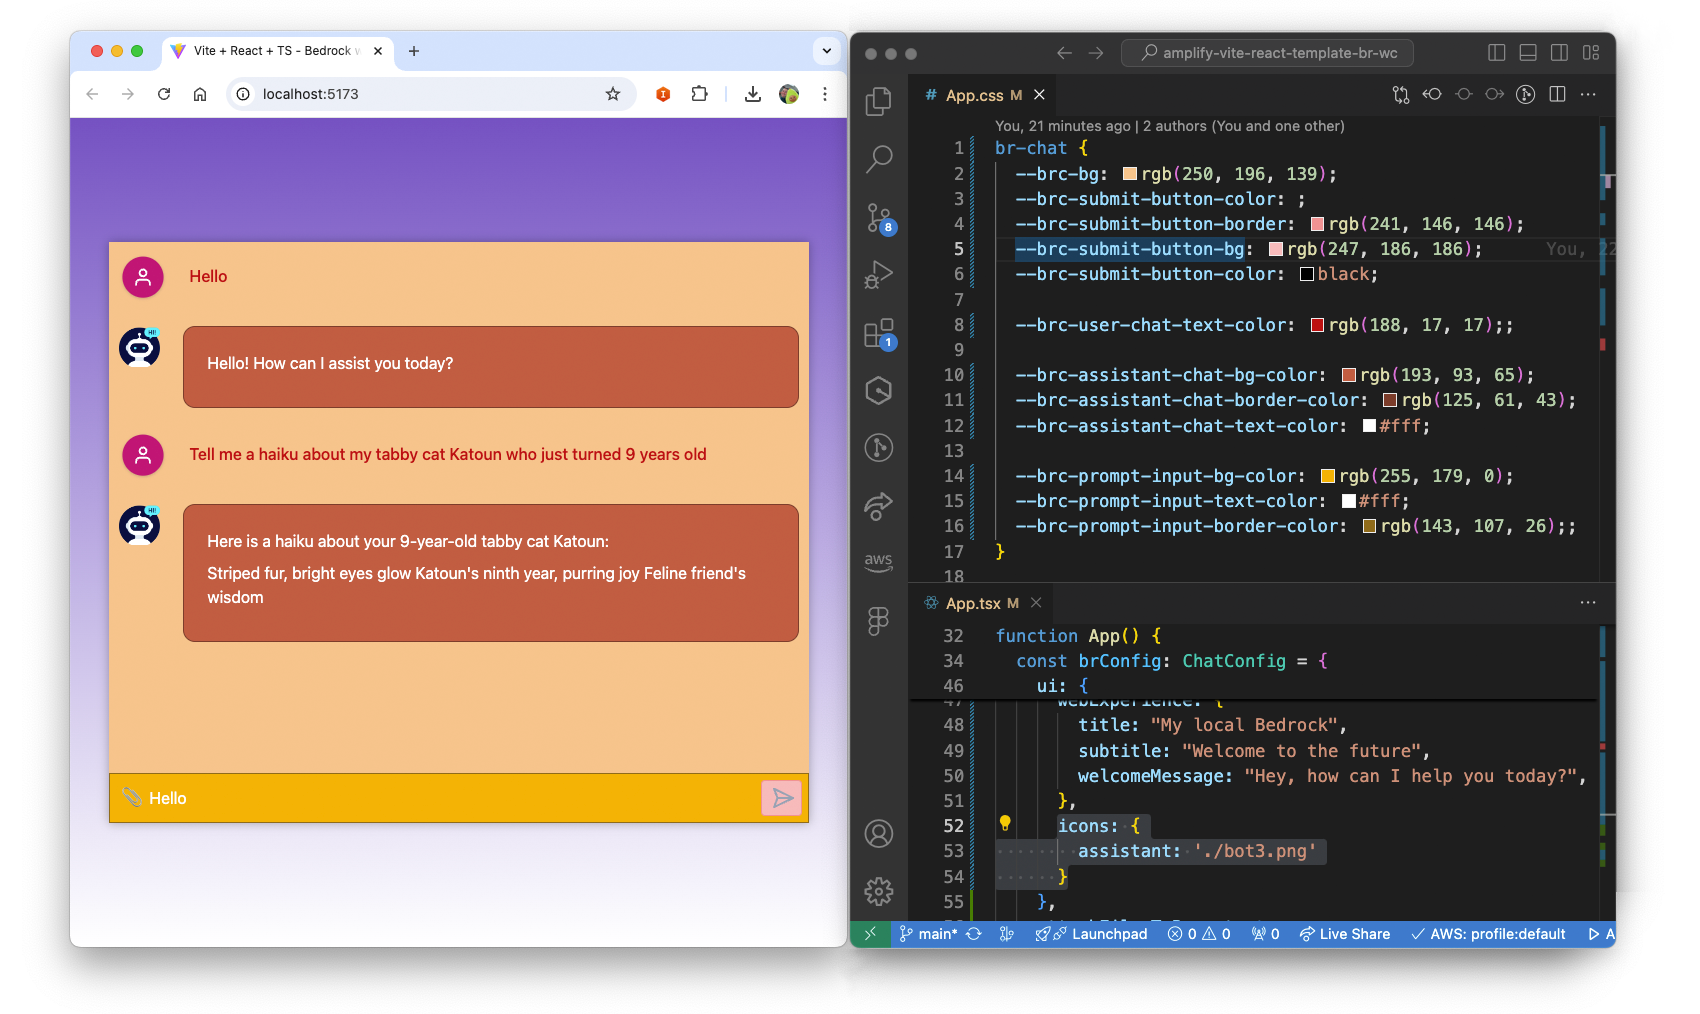 Vite + React + TS - Bedrock w
localhost:5173
Hello
HI!
Hello! How can I assist you today?
Tell me a haiku about my tabby cat Katoun who just turned 9 years old
HI!
Here is a haiku about your 9-year-old tabby cat Katoun:
Striped fur, bright eyes glow Katoun's ninth year, purring joy Feline friend's
wisdom
Hello
amplify-vite-react-template-br-wc
# App.css M
You, 21 minutes ago | 2 authors (You and one other)
1 br-chat {
2 --brc-bg: rgb(250, 196, 139);
3 --brc-submit-button-color: ;
4 --brc-submit-button-border: rgb(241, 146, 146);
5 --brc-submit-button-bg: rgb(247, 186, 186); You, 22
6 --brc-submit-button-color: black;
7
8 --brc-user-chat-text-color: rgb(188, 17, 17);;
9
10 --brc-assistant-chat-bg-color: rgb(193, 93, 65);
11 --brc-assistant-chat-border-color: rgb(125, 61, 43);
12 --brc-assistant-chat-text-color: #fff;
13
14 --brc-prompt-input-bg-color: rgb(255, 179, 0);
15 --brc-prompt-input-text-color: #fff;
16 --brc-prompt-input-border-color: rgb(143, 107, 26);;
17 }
18
8
1
aws
App.tsx M
32 function App() {
34 const brConfig: ChatConfig = {
46 ui: {
47 webExperience: {
48 title: "My local Bedrock",
49 subtitle: "Welcome to the future",
50 welcomeMessage: "Hey, how can I help you today?",
51 },
52 icons: {
53 assistant: './bot3.png'
54 }
55 },
main* Launchpad 0 0 0 Live Share AWS: profile:default A